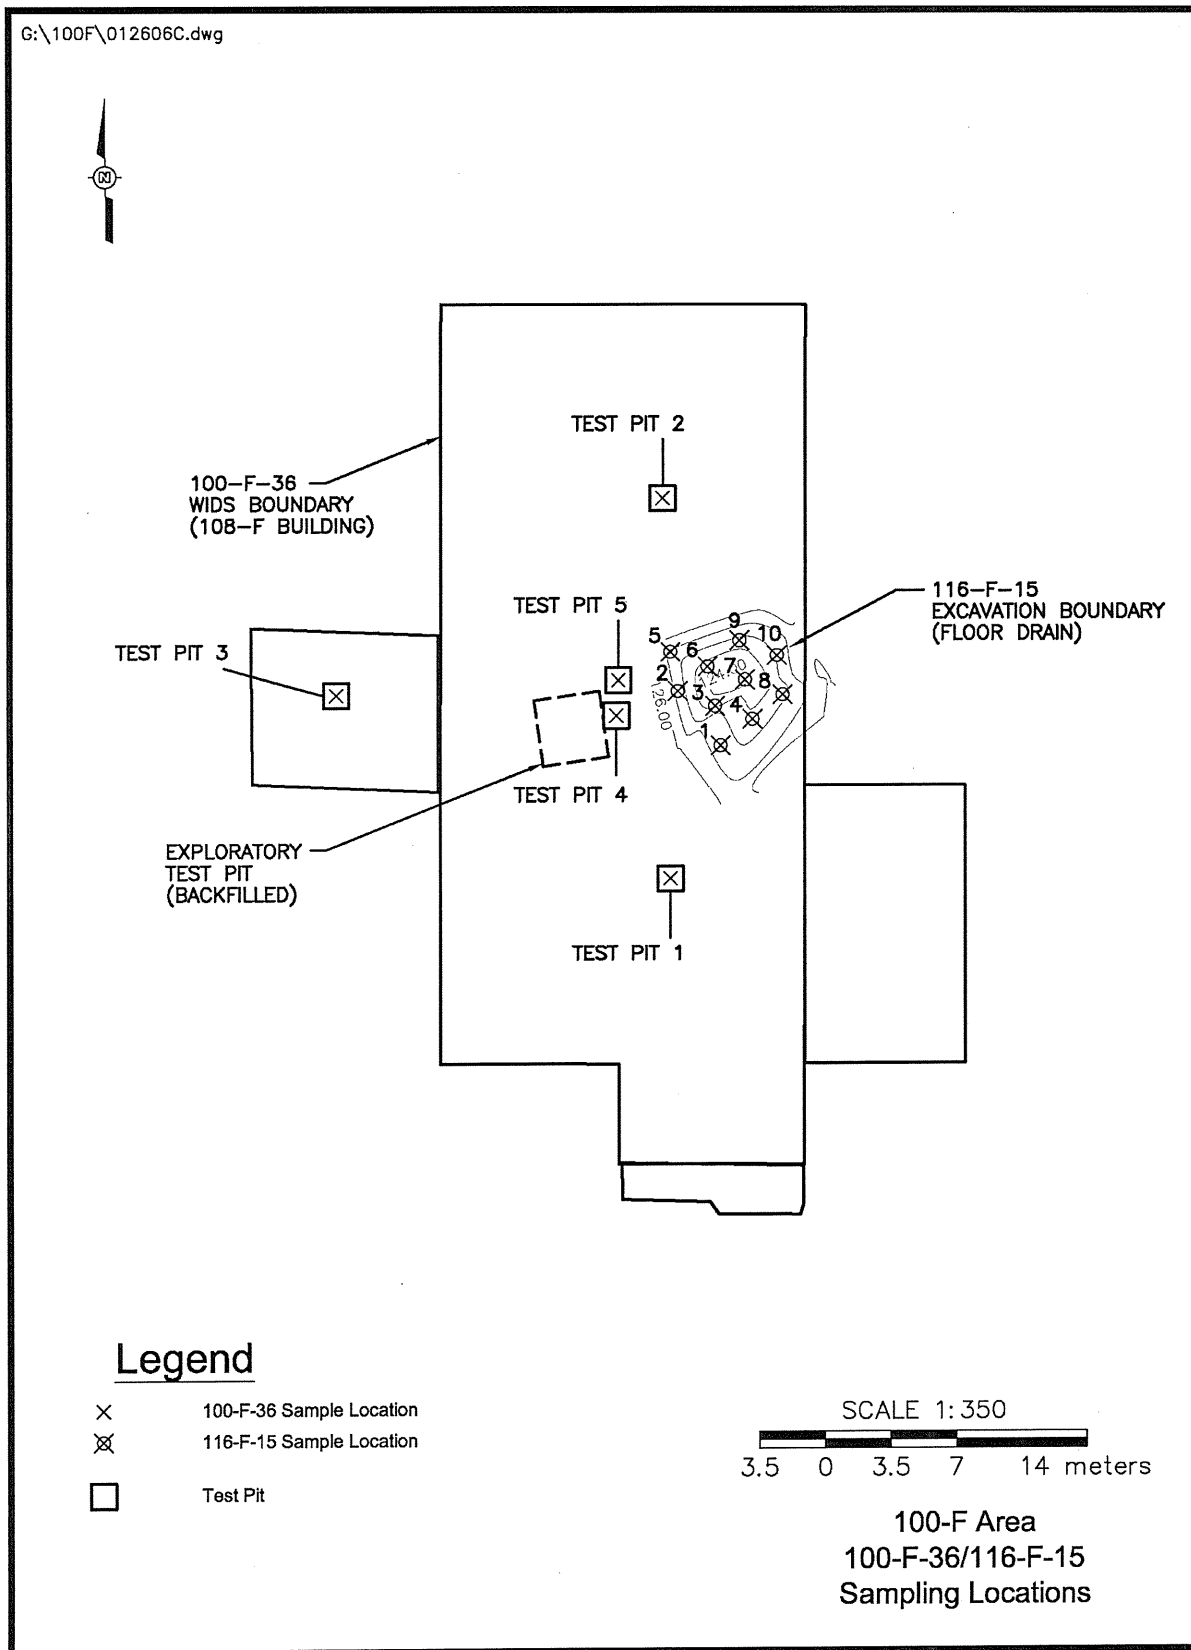 G:\100F\012606C.dwg
N
TEST PIT 2
100-F-36
WIDS BOUNDARY
(108-F BUILDING)
116-F-15
EXCAVATION BOUNDARY
(FLOOR DRAIN)
TEST PIT 5
9
10
5
6
7
8
2
3
4
1
126.00
TEST PIT 3
TEST PIT 4
EXPLORATORY
TEST PIT
(BACKFILLED)
TEST PIT 1
Legend
100-F-36 Sample Location
116-F-15 Sample Location
Test Pit
SCALE 1:350
3.5 0 3.5 7 14 meters
100-F Area
100-F-36/116-F-15
Sampling Locations